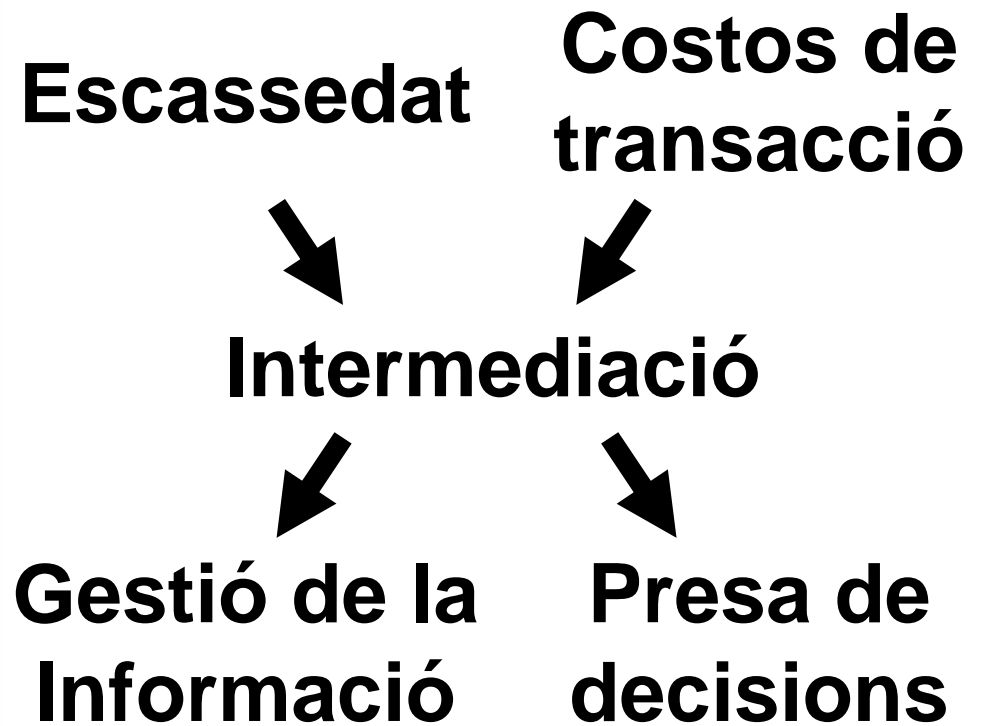 Escassedat
Costos de
transacció
Intermediació
Gestió de la
Informació
Presa de
decisions